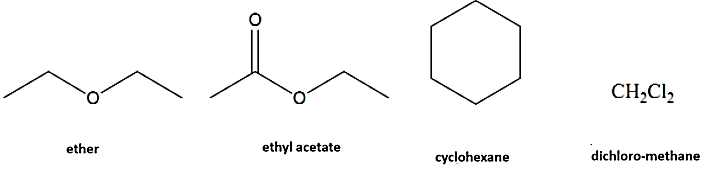 O
O
O
CH₂Cl₂
ether
ethyl acetate
cyclohexane
dichloro-methane